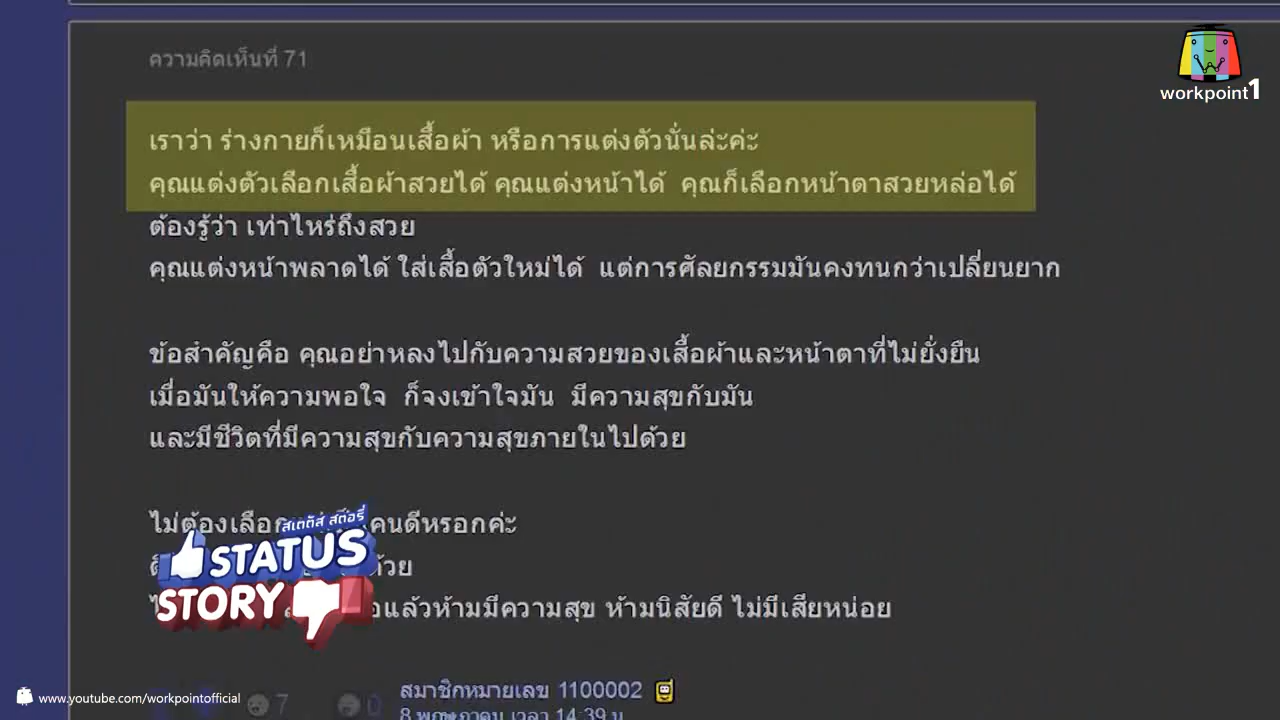 ความคิดเห็นที่ 71
workpoint1
เราว่า ร่างกายก็เหมือนเสื้อผ้า หรือการแต่งตัวนั่นล่ะค่ะ
คุณแต่งตัวเลือกเสื้อผ้าสวยได้ คุณแต่งหน้าได้ คุณก็เลือกหน้าตาสวยหล่อได้
ต้องรู้ว่า เท่าไหร่ถึงสวย
คุณแต่งหน้าพลาดได้ ใส่เสื้อตัวใหม่ได้ แต่การศัลยกรรมมันคงทนกว่าเปลี่ยนยาก
ข้อสำคัญคือ คุณอย่าหลงไปกับความสวยของเสื้อผ้าและหน้าตาที่ไม่ยั่งยืน
เมื่อมันให้ความพอใจ ก็จงเข้าใจมัน มีความสุขกับมัน
และมีชีวิตที่มีความสุขกับความสุขภายในไปด้วย
ไม่ต้องเลือก คนดีหรอกค่ะ
สเตตัส สตอรี่
STATUS
ด้วย
STORY
แล้วห้ามมีความสุข ห้ามนิสัยดี ไม่มีเสียหน่อย
สมาชิกหมายเลข 1100002
www.youtube.com/workpointofficial
7
0
8 พฤษภาคม เวลา 14:39 น.